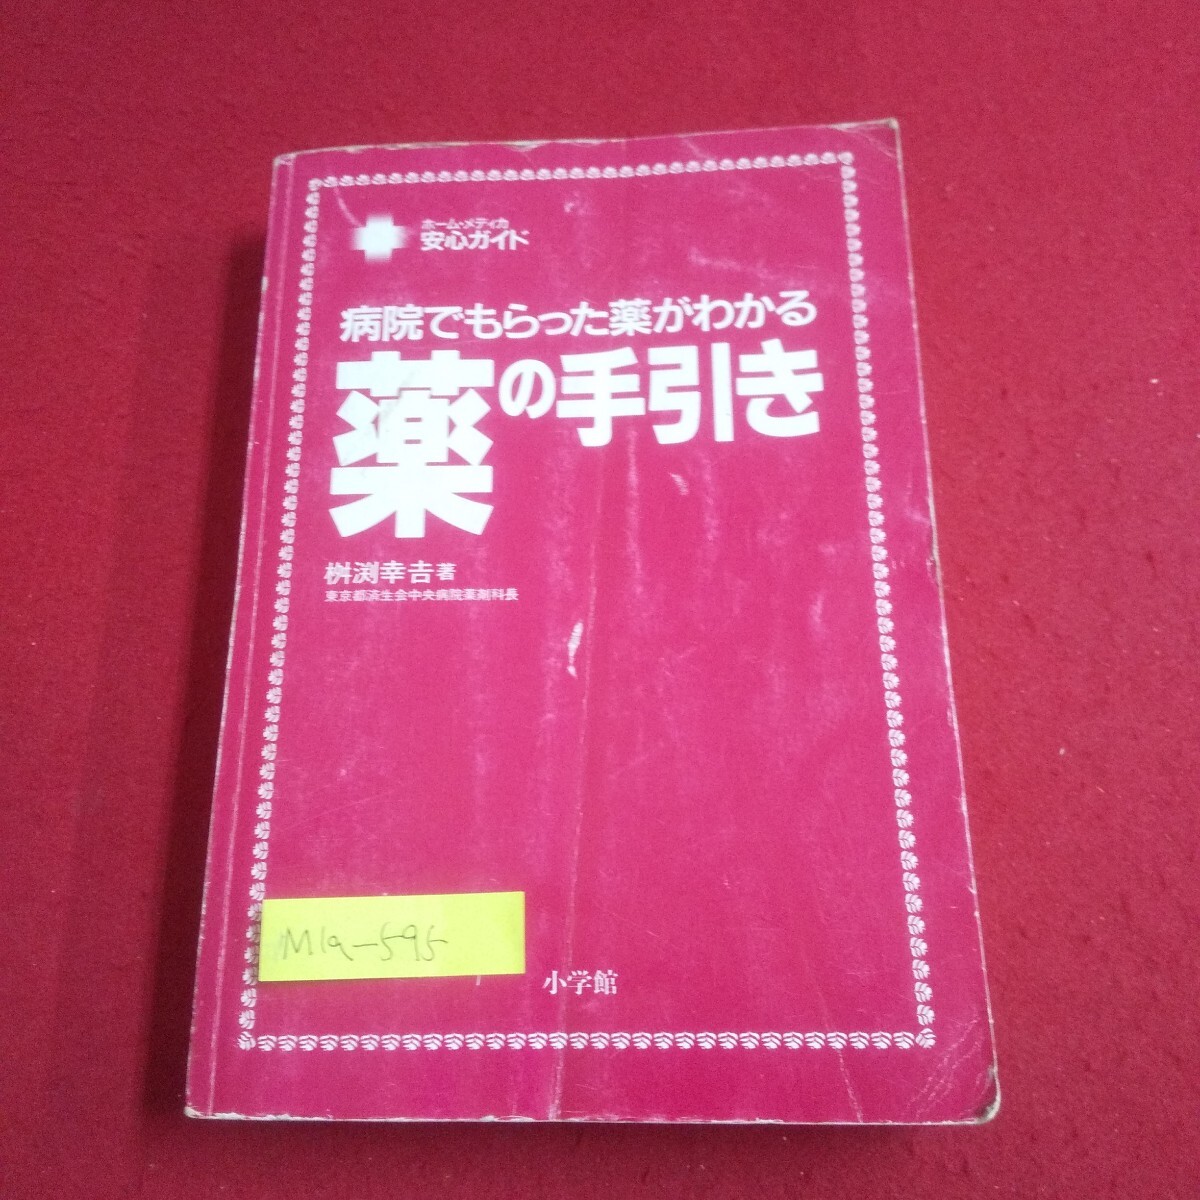 ホーム・メディカ
安心ガイド
病院でもらった薬がわかる
薬の手引き
桝渕幸吉著
東京都済生会中央病院薬剤科長
M1a-595
小学館